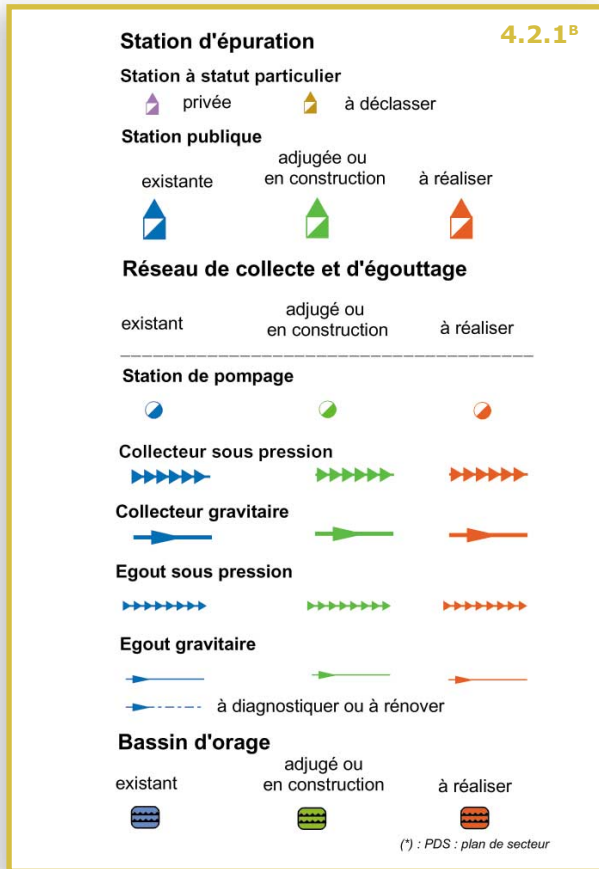 4.2.1B
Station d'épuration
Station à statut particulier
privée à déclasser
Station publique
existante adjugée ou en construction à réaliser
Réseau de collecte et d'égouttage
existant adjugé ou en construction à réaliser
Station de pompage
Collecteur sous pression
Collecteur gravitaire
Egout sous pression
Egout gravitaire
à diagnostiquer ou à rénover
Bassin d'orage
existant adjugé ou en construction à réaliser
(*) : PDS : plan de secteur